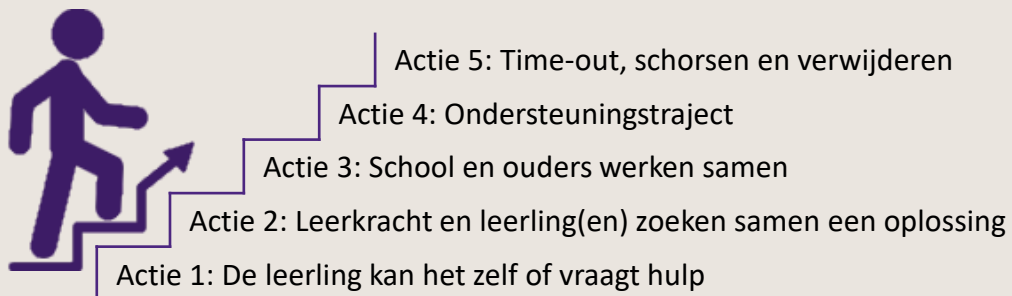 Actie 5: Time-out, schorsen en verwijderen
Actie 4: Ondersteuningstraject
Actie 3: School en ouders werken samen
Actie 2: Leerkracht en leerling(en) zoeken samen een oplossing
Actie 1: De leerling kan het zelf of vraagt hulp